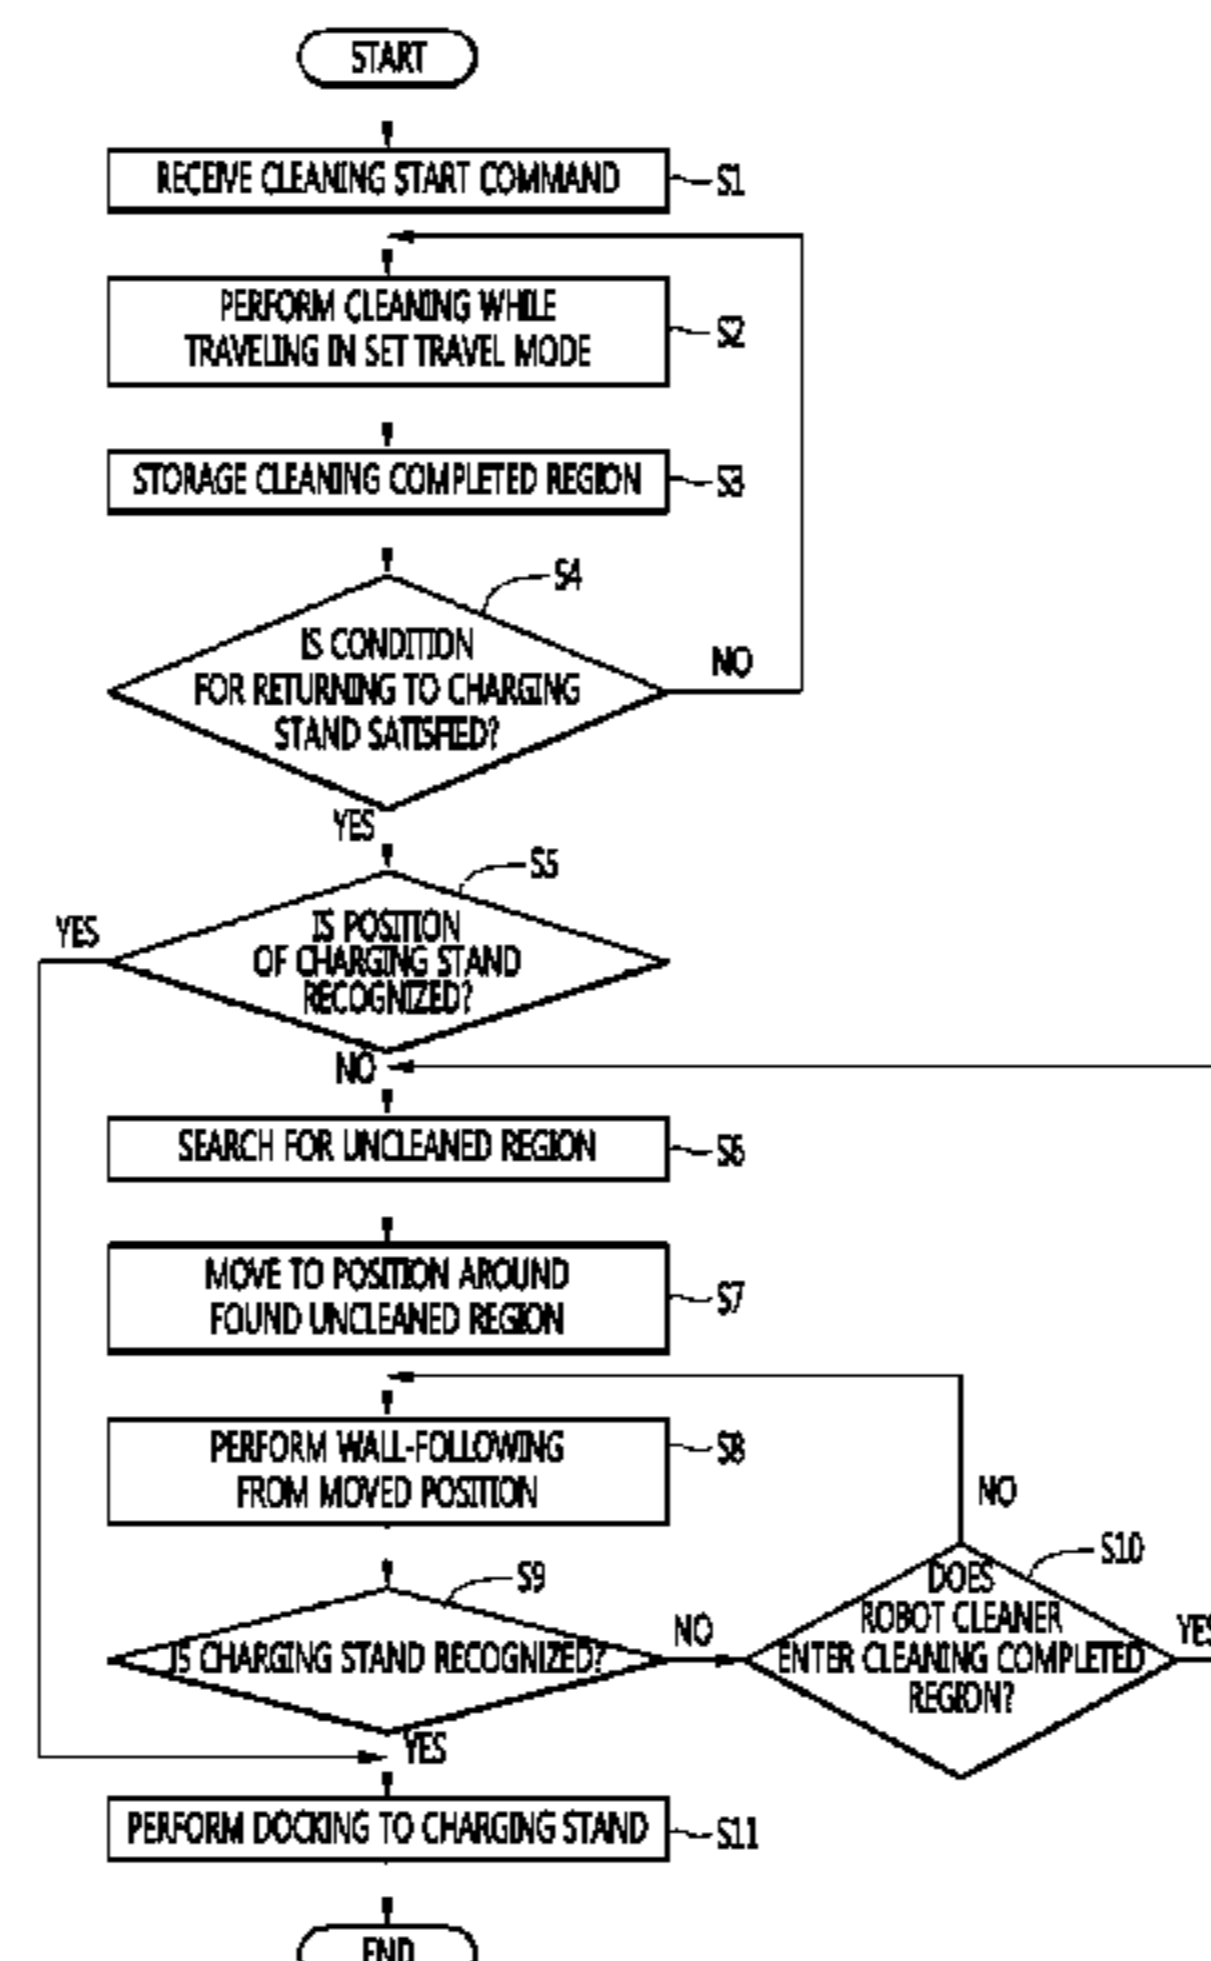 START
RECEIVE CLEANING START COMMAND
S1
PERFORM CLEANING WHILE
TRAVELING IN SET TRAVEL MODE
S2
STORAGE CLEANING COMPLETED REGION
S3
S4
IS CONDITION
FOR RETURNING TO CHARGING
STAND SATISFIED?
NO
YES
S5
YES
IS POSITION
OF CHARGING STAND
RECOGNIZED?
NO
SEARCH FOR UNCLEANED REGION
S6
MOVE TO POSITION AROUND
FOUND UNCLEANED REGION
S7
PERFORM WALL-FOLLOWING
FROM MOVED POSITION
S8
NO
S9
S10
IS CHARGING STAND RECOGNIZED?
NO
DOES
ROBOT CLEANER
ENTER CLEANING COMPLETED
REGION?
YES
YES
PERFORM DOCKING TO CHARGING STAND
S11
END